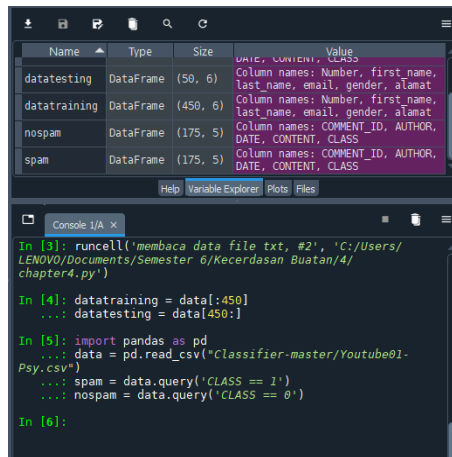 Name Type Size Value
DATE, CONTENT, CLASS
datatesting DataFrame (50, 6) Column names: Number, first_name,
last_name, email, gender, alamat
datatraining DataFrame (450, 6) Column names: Number, first_name,
last_name, email, gender, alamat
nospam DataFrame (175, 5) Column names: COMMENT_ID, AUTHOR,
DATE, CONTENT, CLASS
spam DataFrame (175, 5) Column names: COMMENT_ID, AUTHOR,
DATE, CONTENT, CLASS
Help Variable Explorer Plots Files
Console 1/A ×
In [3]: runcell('membaca data file txt, #2', 'C:/Users/
LENOVO/Documents/Semester 6/Kecerdasan Buatan/4/
chapter4.py')
In [4]: datatraining = data[:450]
...: datatesting = data[450:]
In [5]: import pandas as pd
...: data = pd.read_csv("Classifier-master/Youtube01-
Psy.csv")
...: spam = data.query('CLASS == 1')
...: nospam = data.query('CLASS == 0')
In [6]: